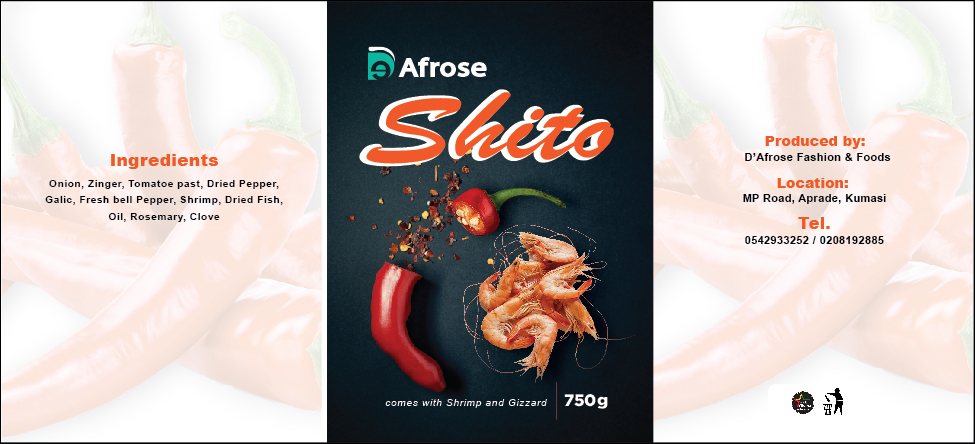 Ingredients
Onion, Zinger, Tomatoe past, Dried Pepper,
Galic, Fresh bell Pepper, Shrimp, Dried Fish,
Oil, Rosemary, Clove
Afrose
Shito
comes with Shrimp and Gizzard
750g
Produced by:
D'Afrose Fashion & Foods
Location:
MP Road, Aprade, Kumasi
Tel.
0542933252 / 0208192885